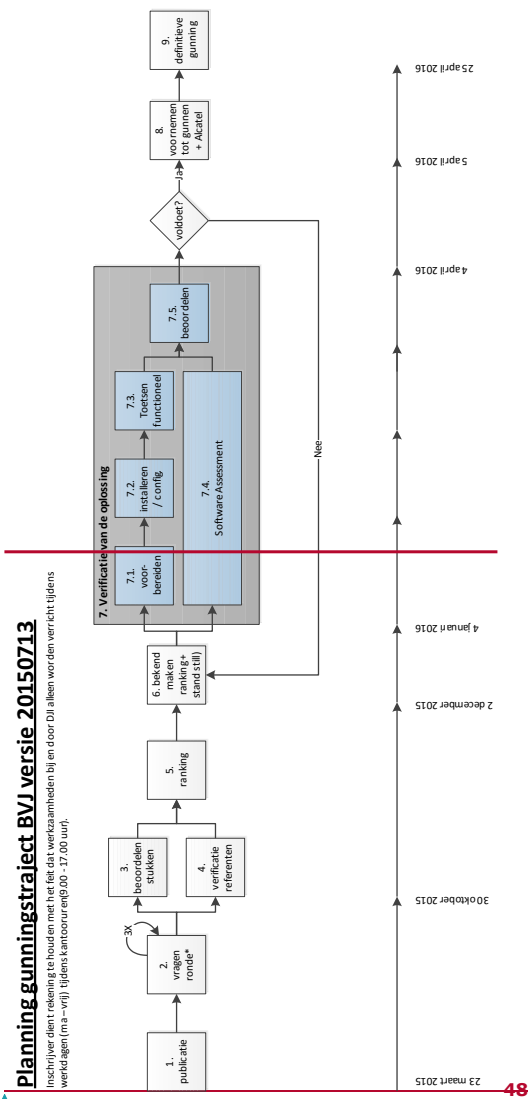 Planning gunningstraject BVJ versie 20150713
Inschrijver dient rekening te houden met het feit dat werkzaamheden bij en door DJI alleen worden verricht tijdens
werkdagen (ma – vrij) tijdens kantooruren(9.00 - 17.00 uur).
1.
publicatie
3X
2.
vragen
ronde*
3.
beoordelen
stukken
4.
verificatie
referenten
5.
ranking
6. bekend
maken
ranking+
stand still)
7. Verificatie van de oplossing
7.1.
voor-
bereiden
7.2.
installeren
/ config.
7.3.
Toetsen
functioneel
7.4.
Software Assessment
7.5.
beoordelen
voldoet?
Ja
Nee
8.
voornemen
tot gunnen
+ Alcatel
9.
definitieve
gunning
23 maart 2015
30 oktober 2015
2 december 2015
4 januari 2016
4 april 2016
5 april 2016
25 april 2016
48